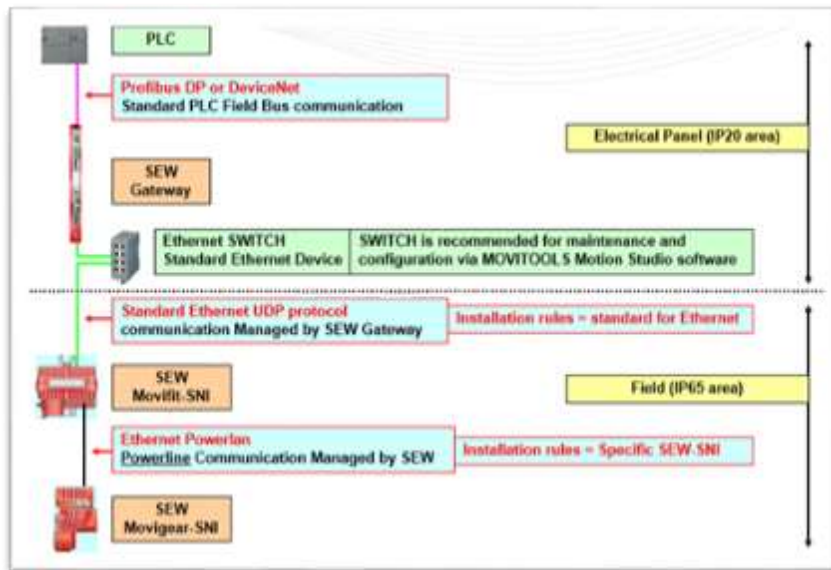 PLC
Profibus DP or DeviceNet
Standard PLC Field Bus communication
Electrical Panel (IP20 area)
SEW
Gateway
Ethernet SWITCH
Standard Ethernet Device
SWITCH is recommended for maintenance and
configuration via MOVITOOLS Motion Studio software
Standard Ethernet UDP protocol
communication Managed by SEW Gateway
Installation rules = standard for Ethernet
SEW
Movifit-SNI
Field (IP65 area)
Ethernet Powerlan
Powerline Communication Managed by SEW
Installation rules = Specific SEW-SNI
SEW
Movigear-SNI